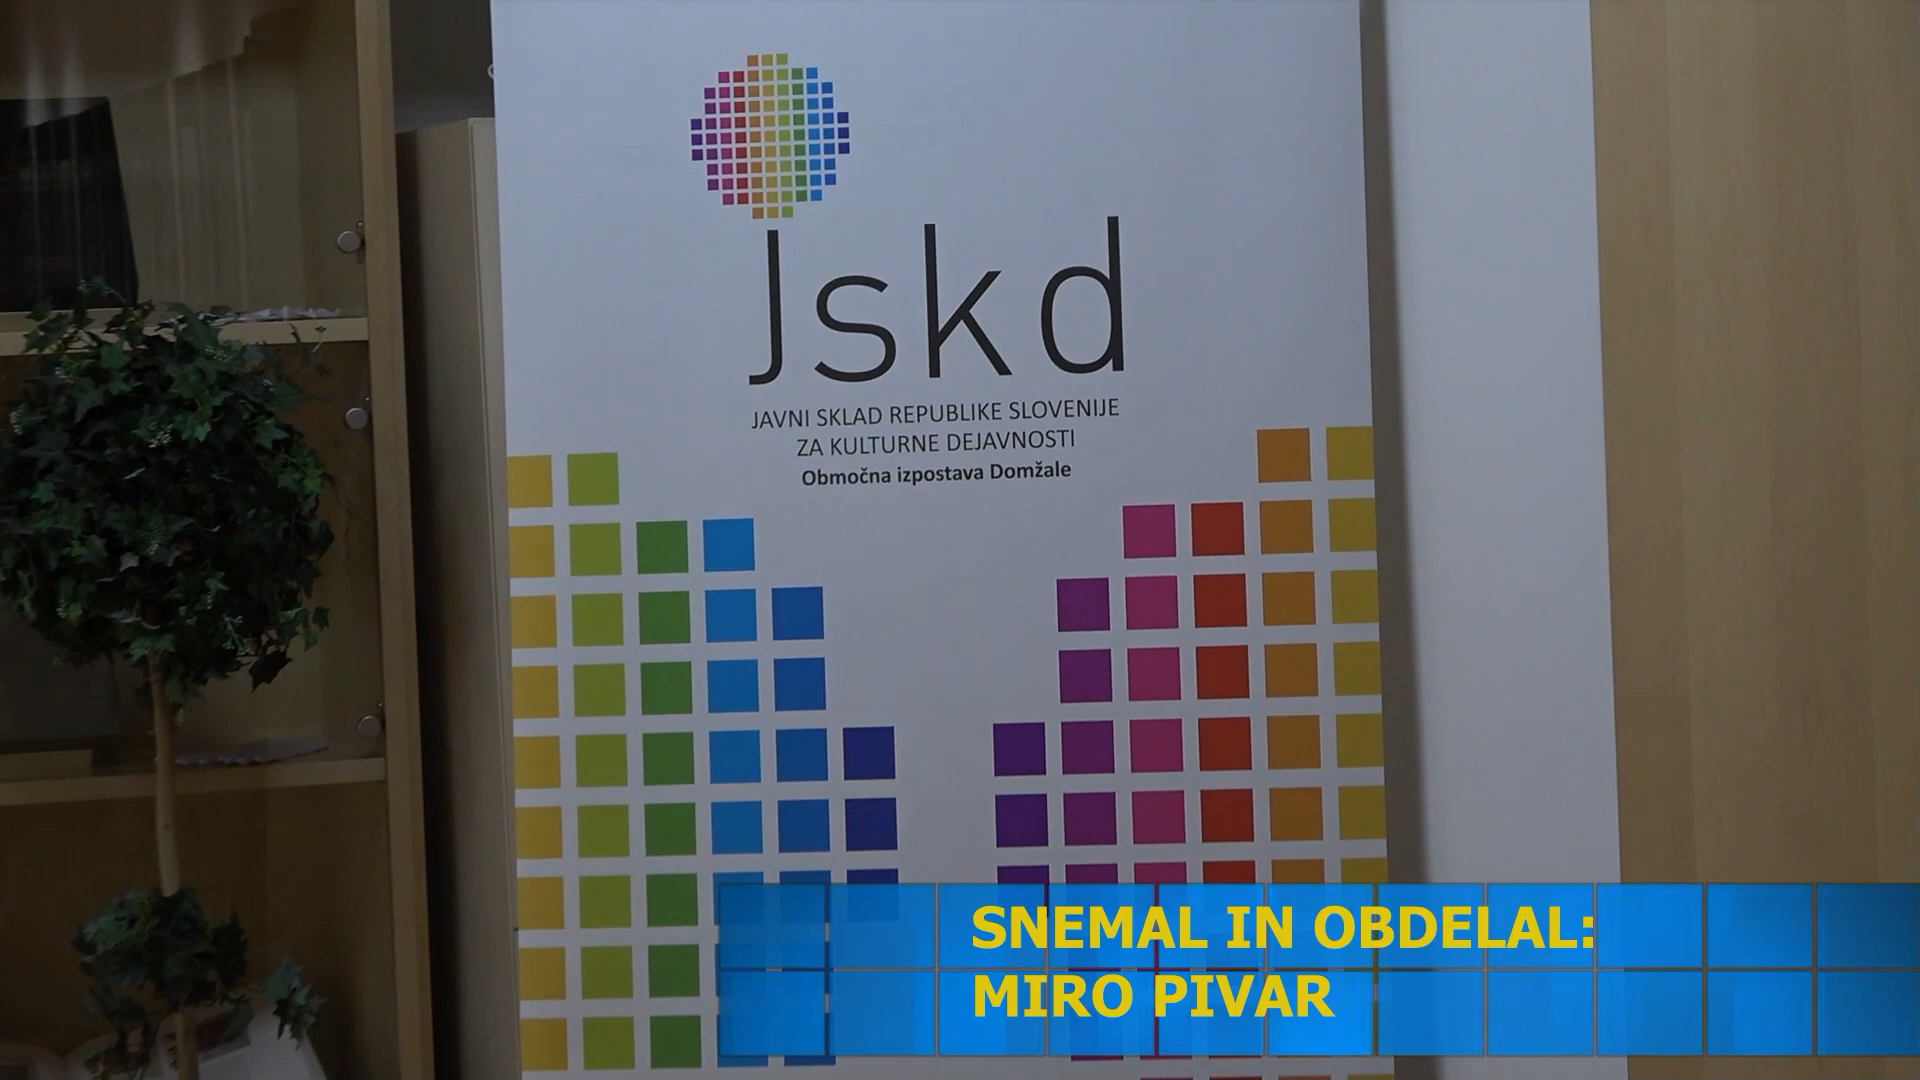 Jskd
JAVNI SKLAD REPUBLIKE SLOVENIJE
ZA KULTURNE DEJAVNOSTI
Območna izpostava Domžale
SNEMAL IN OBDELAL:
MIRO PIVAR